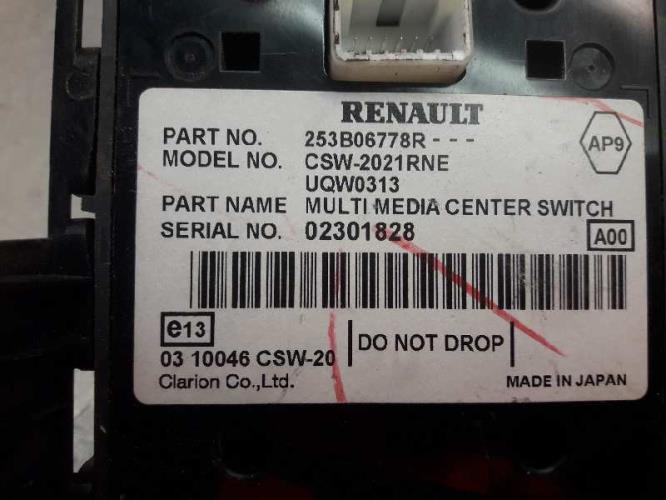 RENAULT
PART NO. 253B06778R - - -
AP9
MODEL NO. CSW-2021RNE
UQW0313
PART NAME MULTI MEDIA CENTER SWITCH
SERIAL NO. 02301828
A00
e13
DO NOT DROP
03 10046 CSW-20
Clarion Co.,Ltd.
MADE IN JAPAN